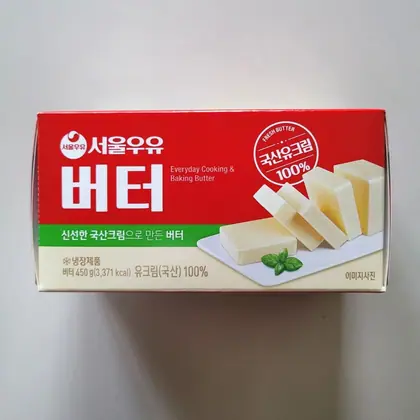 서울우유
서울우유
버터
Everyday Cooking &
Baking Butter
FRESH BUTTER
국산유크림
100%
신선한 국산크림으로 만든 버터
❄냉장제품
버터 450 g(3,371 kcal) 유크림(국산) 100%
이미지사진